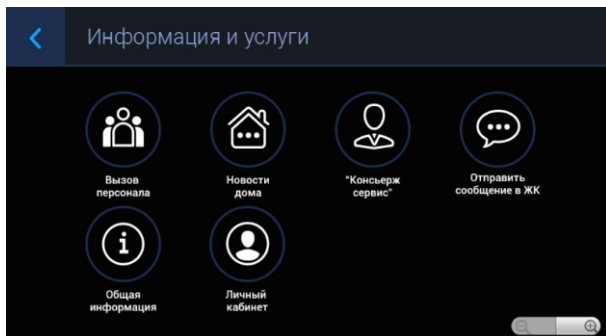 Информация и услуги
Вызов
персонала
Новости
дома
"Консьерж
сервис"
Отправить
сообщение в ЖК
Общая
информация
Личный
кабинет